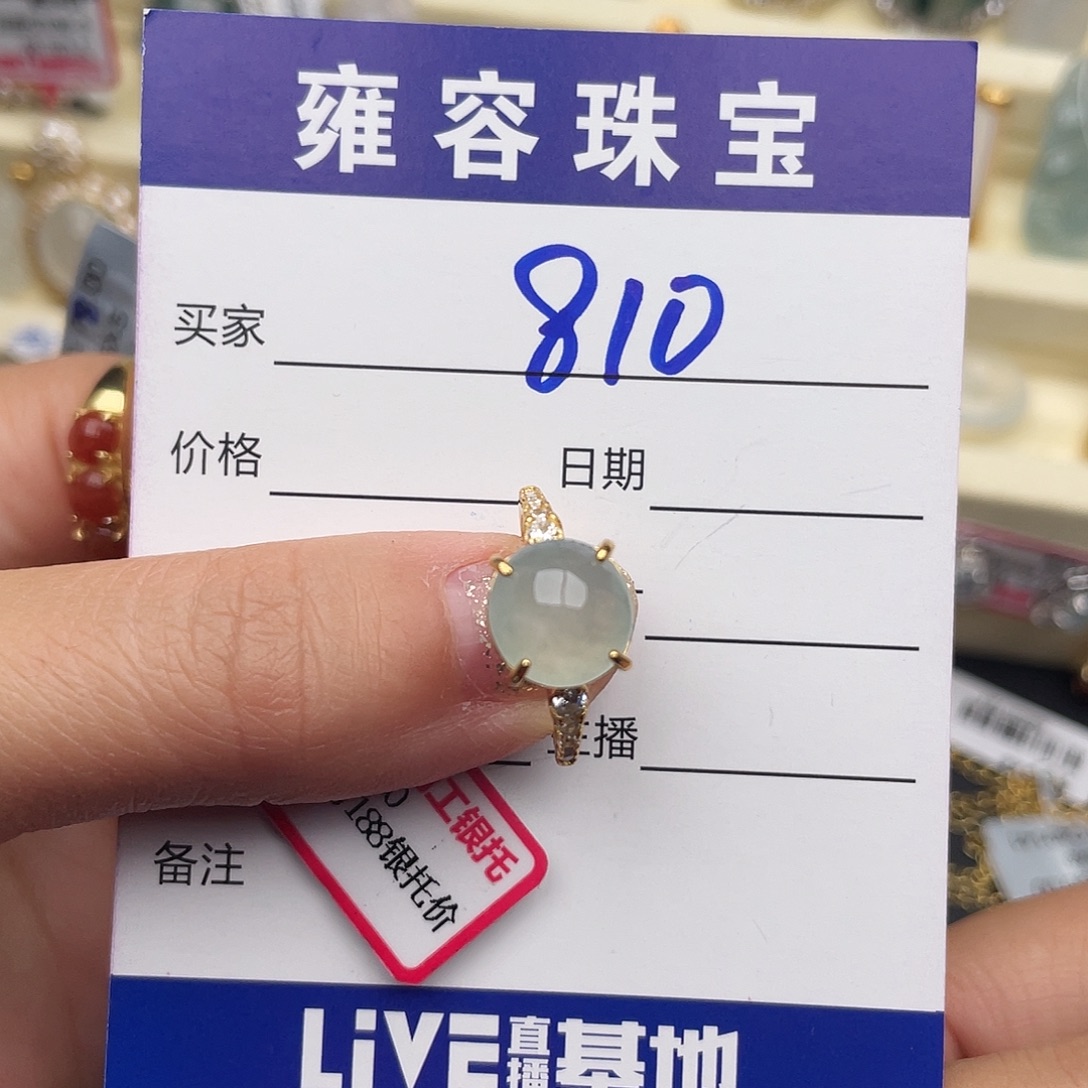 雍容珠宝
买家 810
价格 日期
播
工银托
188银托价
备注
LiVE直播基地